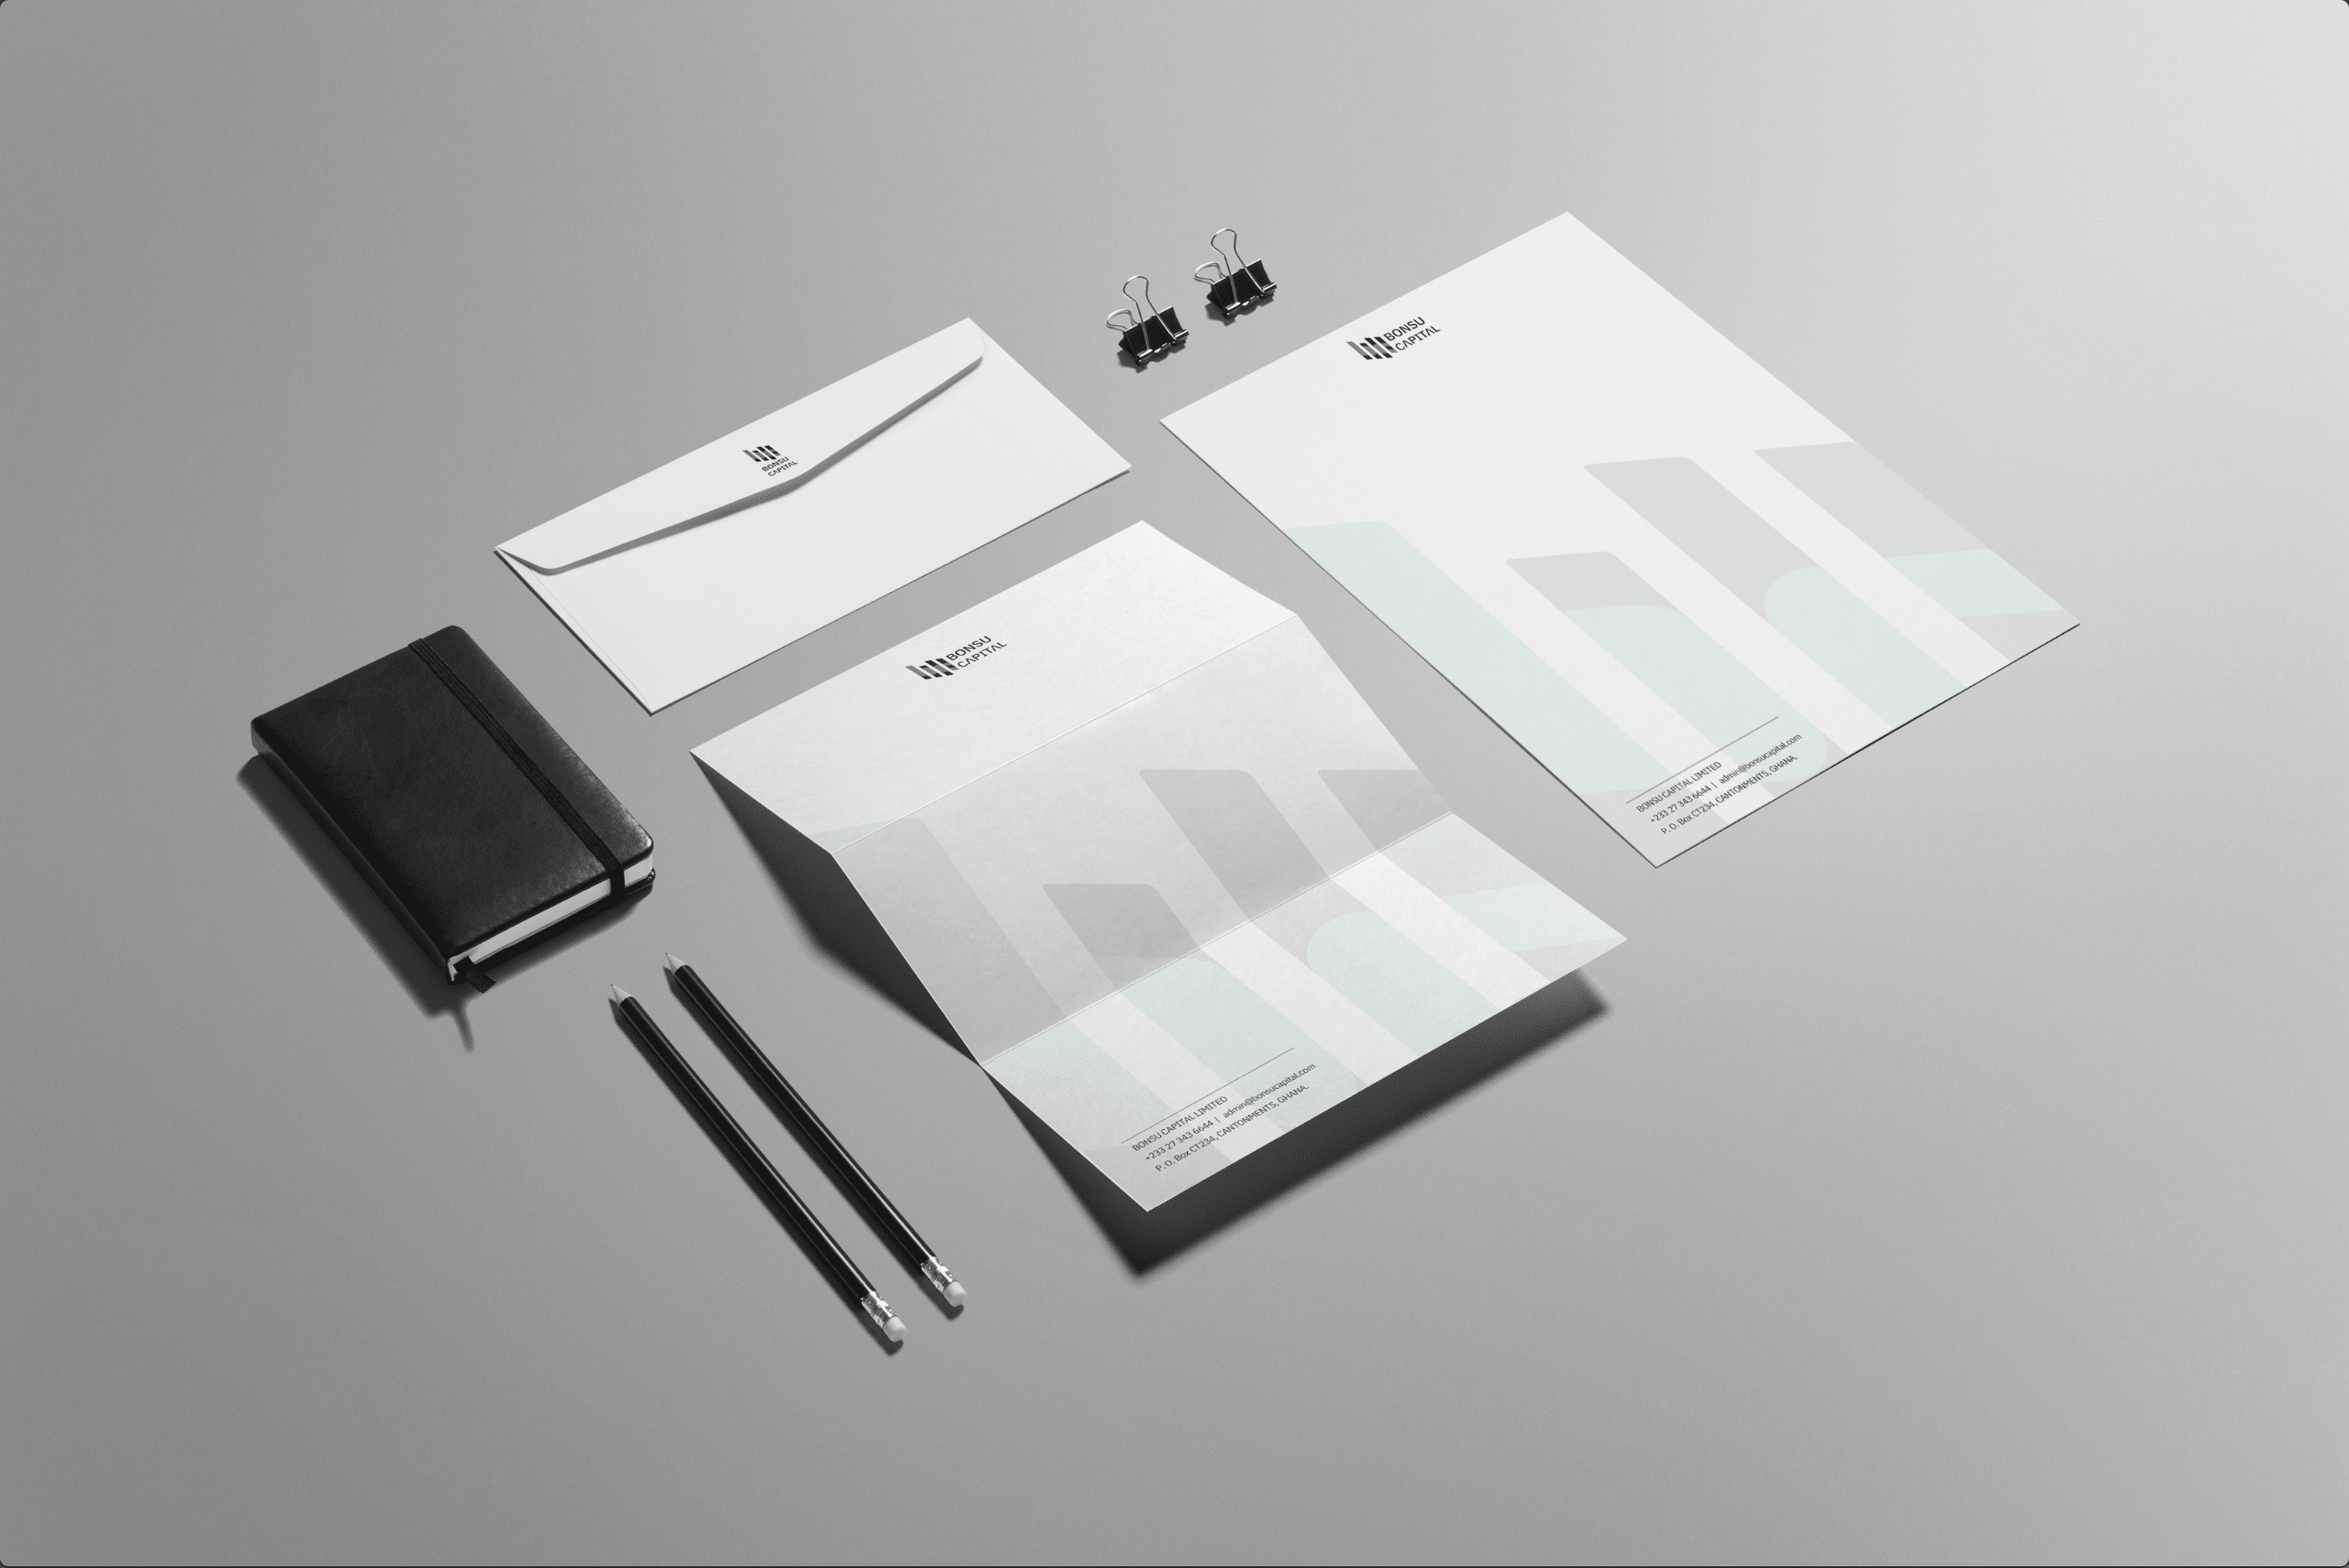 BONSU
CAPITAL
BONSU
CAPITAL
BONSU CAPITAL LIMITED
+233 27 343 6644 | admin@bonsucapital.com
P. O. Box CT234, CANTONMENTS, GHANA.
BONSU
CAPITAL
BONSU CAPITAL LIMITED
+233 27 343 6644 | admin@bonsucapital.com
P. O. Box CT234, CANTONMENTS, GHANA.